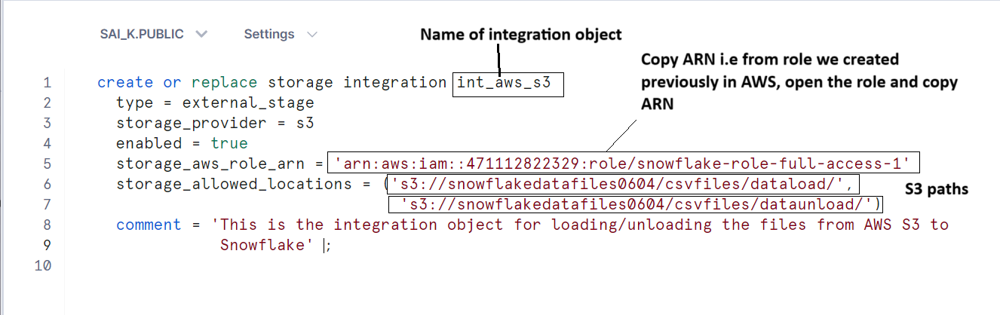 SAI_K.PUBLIC Settings
Name of integration object
Copy ARN i.e from role we created
previously in AWS, open the role and copy
ARN
1 create or replace storage integration int_aws_s3
2 type = external_stage
3 storage_provider = s3
4 enabled = true
5 storage_aws_role_arn = 'arn:aws:iam::471112822329:role/snowflake-role-full-access-1'
6 storage_allowed_locations = ('s3://snowflakedatafiles0604/csvfiles/dataload/',
S3 paths
7 's3://snowflakedatafiles0604/csvfiles/dataunload/')
8 comment = 'This is the integration object for loading/unloading the files from AWS S3 to
9 Snowflake' ;
10